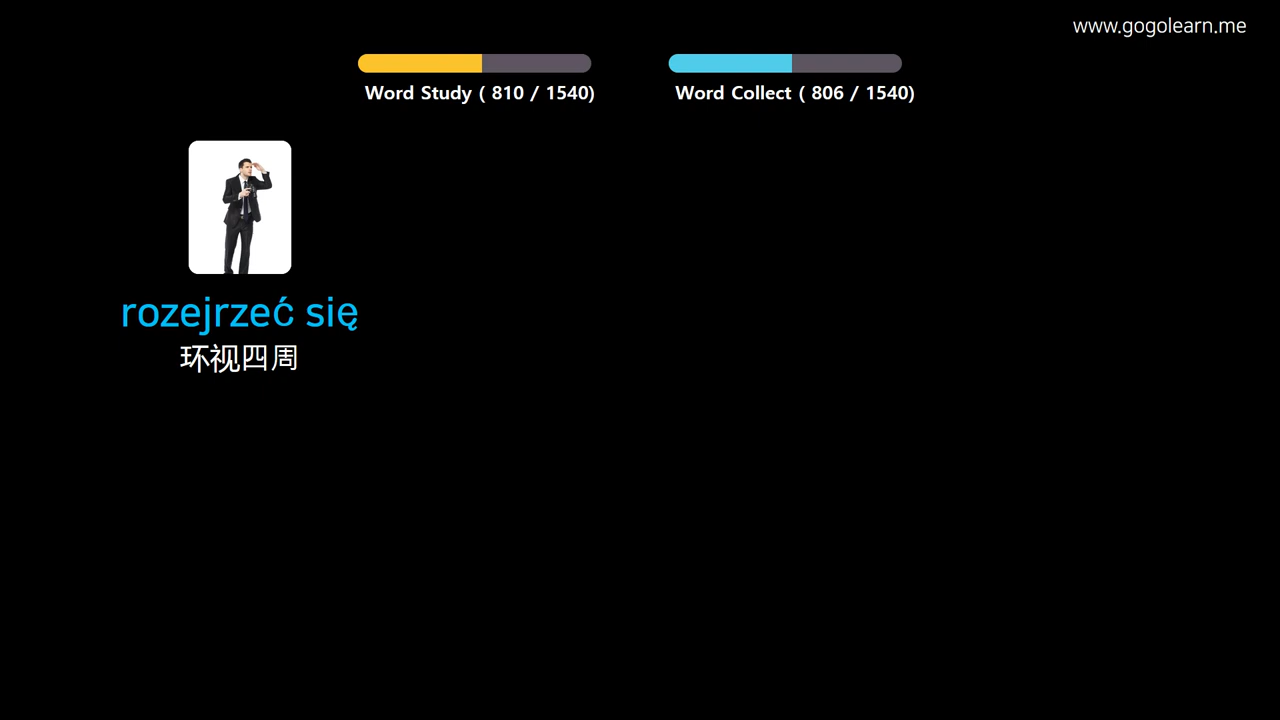 www.gogolearn.me
Word Study ( 810 / 1540)
Word Collect ( 806 / 1540)
rozejrzeć się
环视四周